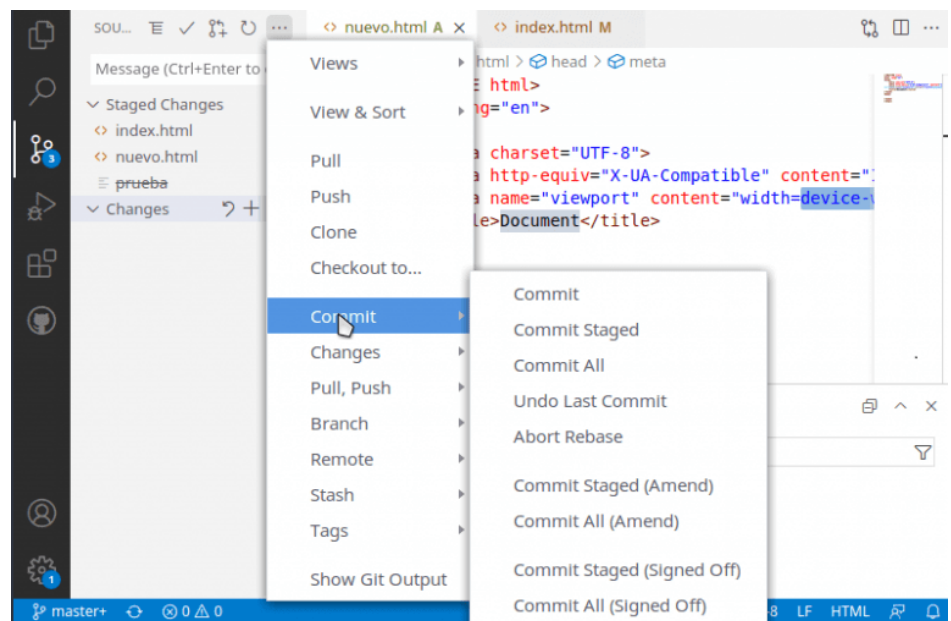 SOU...
<> nuevo.html A
<> index.html M
Message (Ctrl+Enter to
html > head > meta
Staged Changes
<> index.html
<> nuevo.html
prueba
Changes
3
1
Views
View & Sort
Pull
Push
Clone
Checkout to...
Commit
Changes
Pull, Push
Branch
Remote
Stash
Tags
Show Git Output
html>
ng="en">
charset="UTF-8">
http-equiv="X-UA-Compatible" content="
name="viewport" content="width=device-
le>Document</title>
Commit
Commit Staged
Commit All
Undo Last Commit
Abort Rebase
Commit Staged (Amend)
Commit All (Amend)
Commit Staged (Signed Off)
Commit All (Signed Off)
master+ 0 0
-8 LF HTML